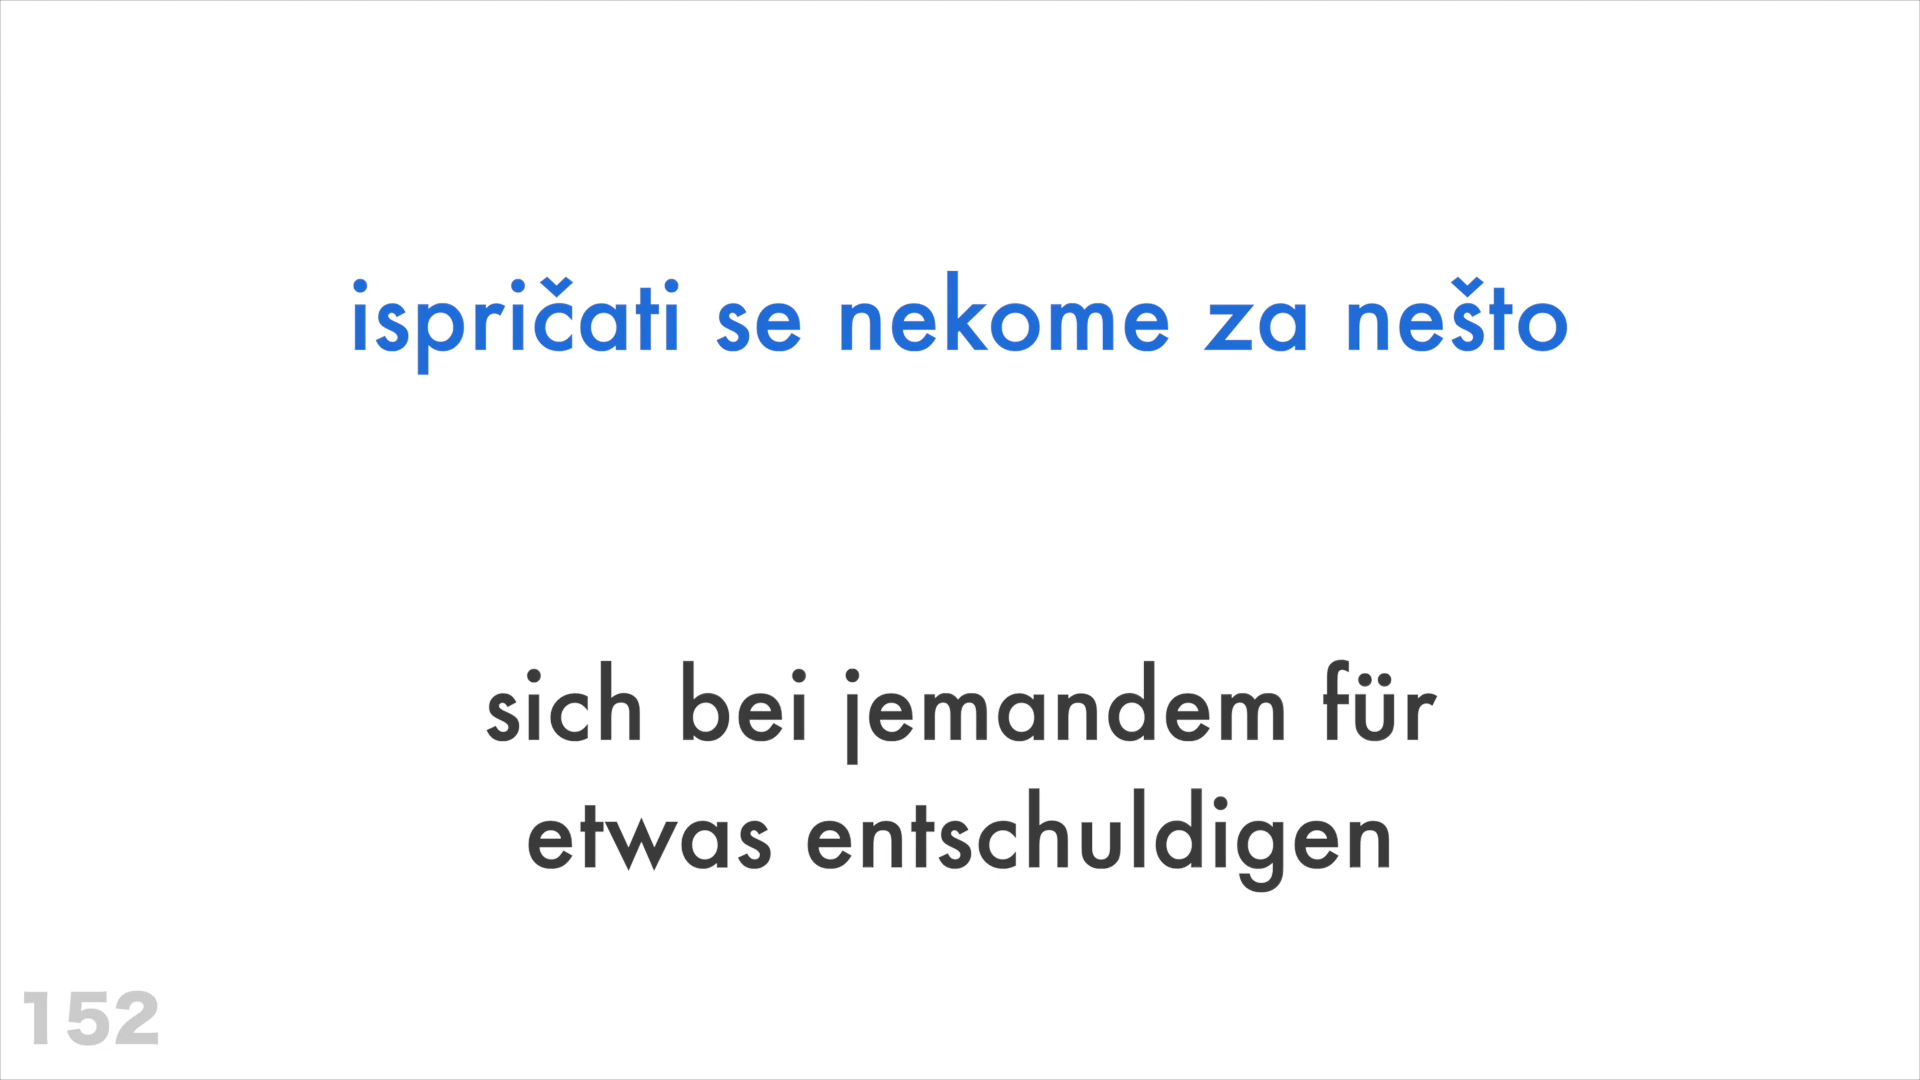 ispričati se nekome za nešto
sich bei jemandem für
etwas entschuldigen
152